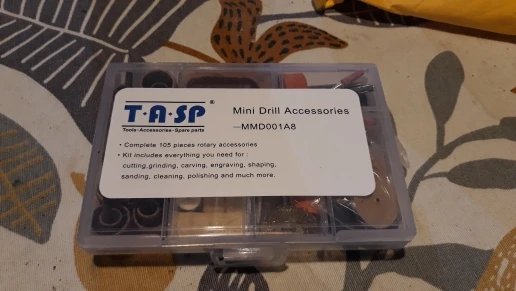 T·A·SP®
Tools-Accessories-Spare parts
Mini Drill Accessories
—MMD001A8
• Complete 105 pieces rotary accessories
• Kit includes everything you need for :
cutting,grinding, carving, engraving, shaping,
sanding, cleaning, polishing and much more.